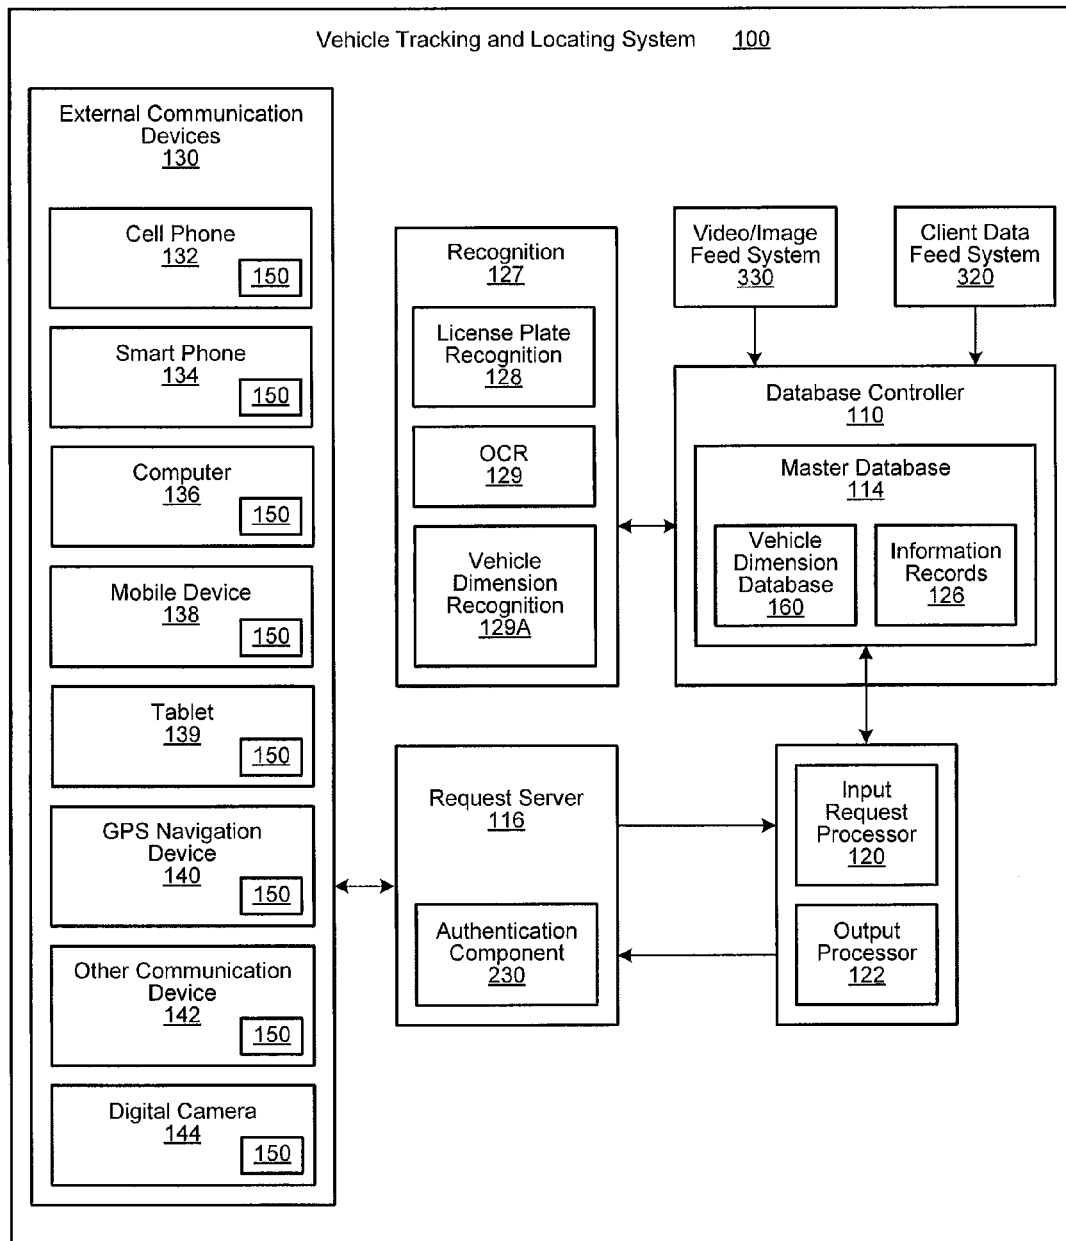 Vehicle Tracking and Locating System 100
External Communication
Devices
130
Cell Phone
132
150
Smart Phone
134
150
Computer
136
150
Mobile Device
138
150
Tablet
139
150
GPS Navigation
Device
140
150
Other Communication
Device
142
150
Digital Camera
144
150
Recognition
127
License Plate
Recognition
128
OCR
129
Vehicle
Dimension
Recognition
129A
Video/Image
Feed System
330
Client Data
Feed System
320
Database Controller
110
Master Database
114
Vehicle
Dimension
Database
160
Information
Records
126
Request Server
116
Authentication
Component
230
Input
Request
Processor
120
Output
Processor
122